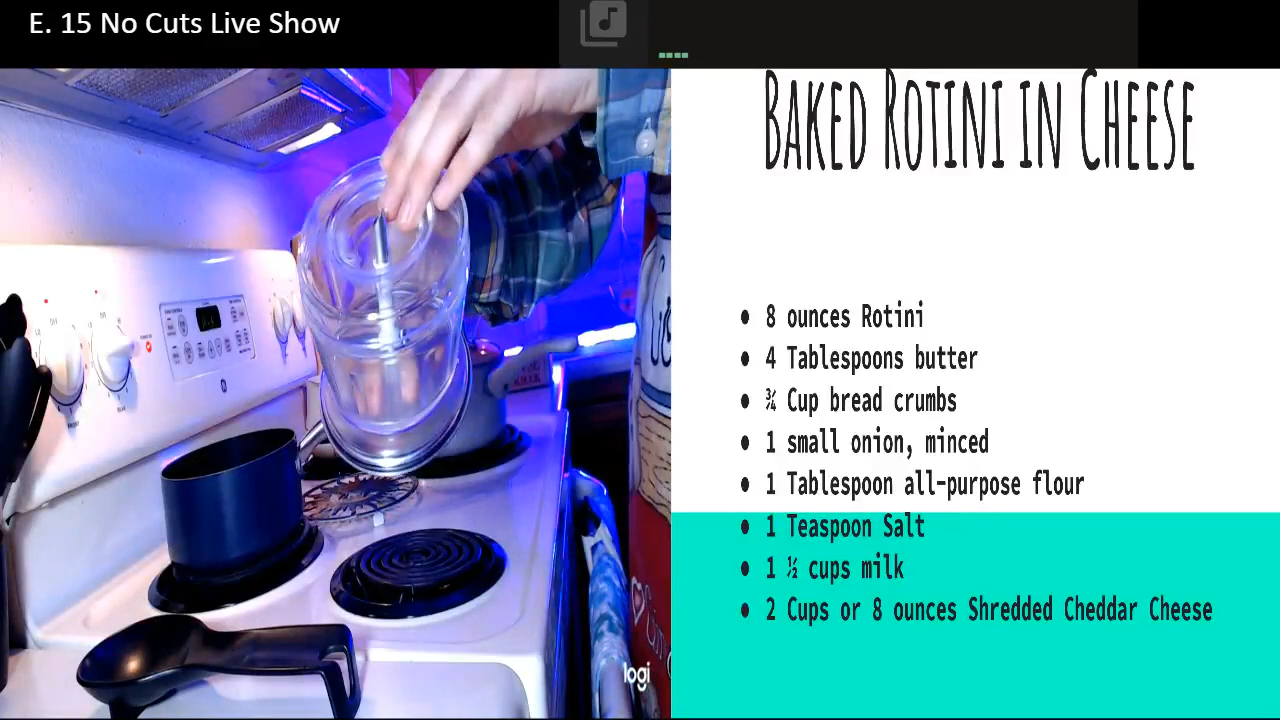 E. 15 No Cuts Live Show
BAKED ROTINI IN CHEESE
• 8 ounces Rotini
• 4 Tablespoons butter
• ¾ Cup bread crumbs
• 1 small onion, minced
• 1 Tablespoon all-purpose flour
• 1 Teaspoon Salt
• 1 ½ cups milk
• 2 Cups or 8 ounces Shredded Cheddar Cheese
logi